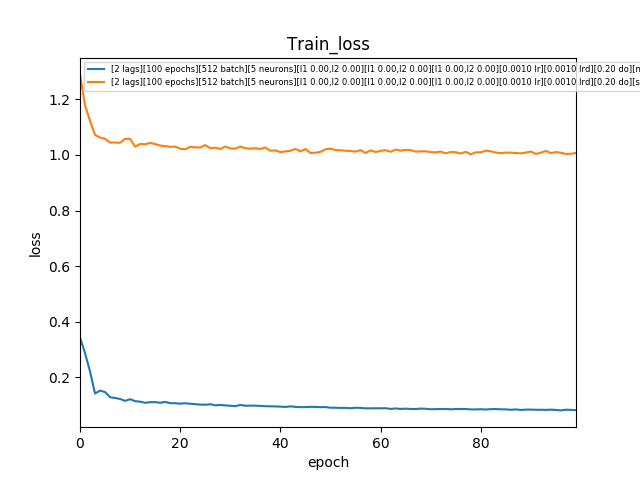 Train_loss
[2 lags][100 epochs][512 batch][5 neurons][l1 0.00,l2 0.00][l1 0.00,l2 0.00][l1 0.00,l2 0.00][0.0010 lr][0.0010 lrd][0.20 do][n
[2 lags][100 epochs][512 batch][5 neurons][l1 0.00,l2 0.00][l1 0.00,l2 0.00][l1 0.00,l2 0.00][0.0010 lr][0.0010 lrd][0.20 do][s
1.2
1.0
0.8
0.6
0.4
0.2
loss
0 20 40 60 80
epoch